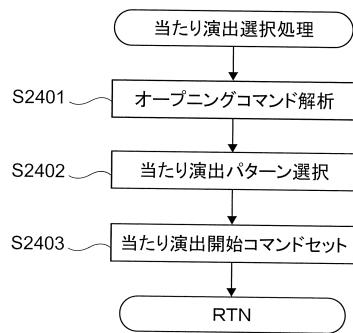 当たり演出選択処理
S2401 オープニングコマンド解析
S2402 当たり演出パターン選択
S2403 当たり演出開始コマンドセット
RTN